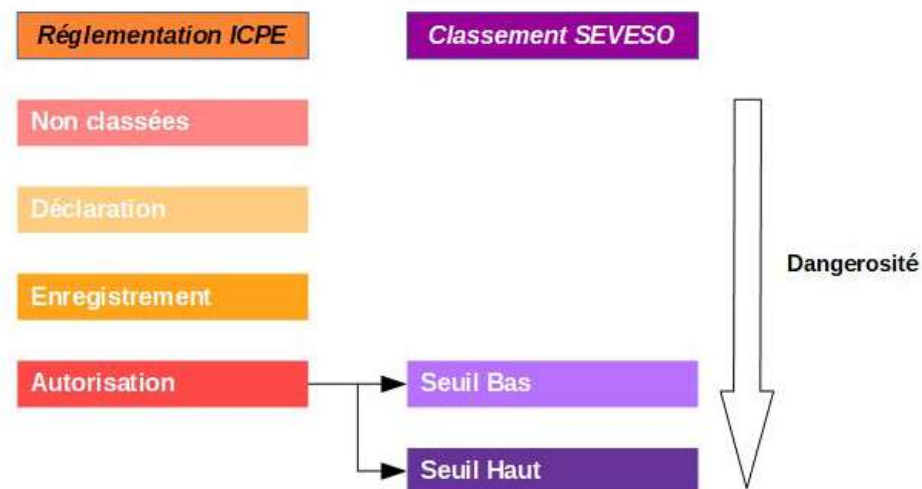 Réglementation ICPE
Classement SEVESO
Non classées
Déclaration
Enregistrement
Autorisation
Seuil Bas
Seuil Haut
Dangerosité